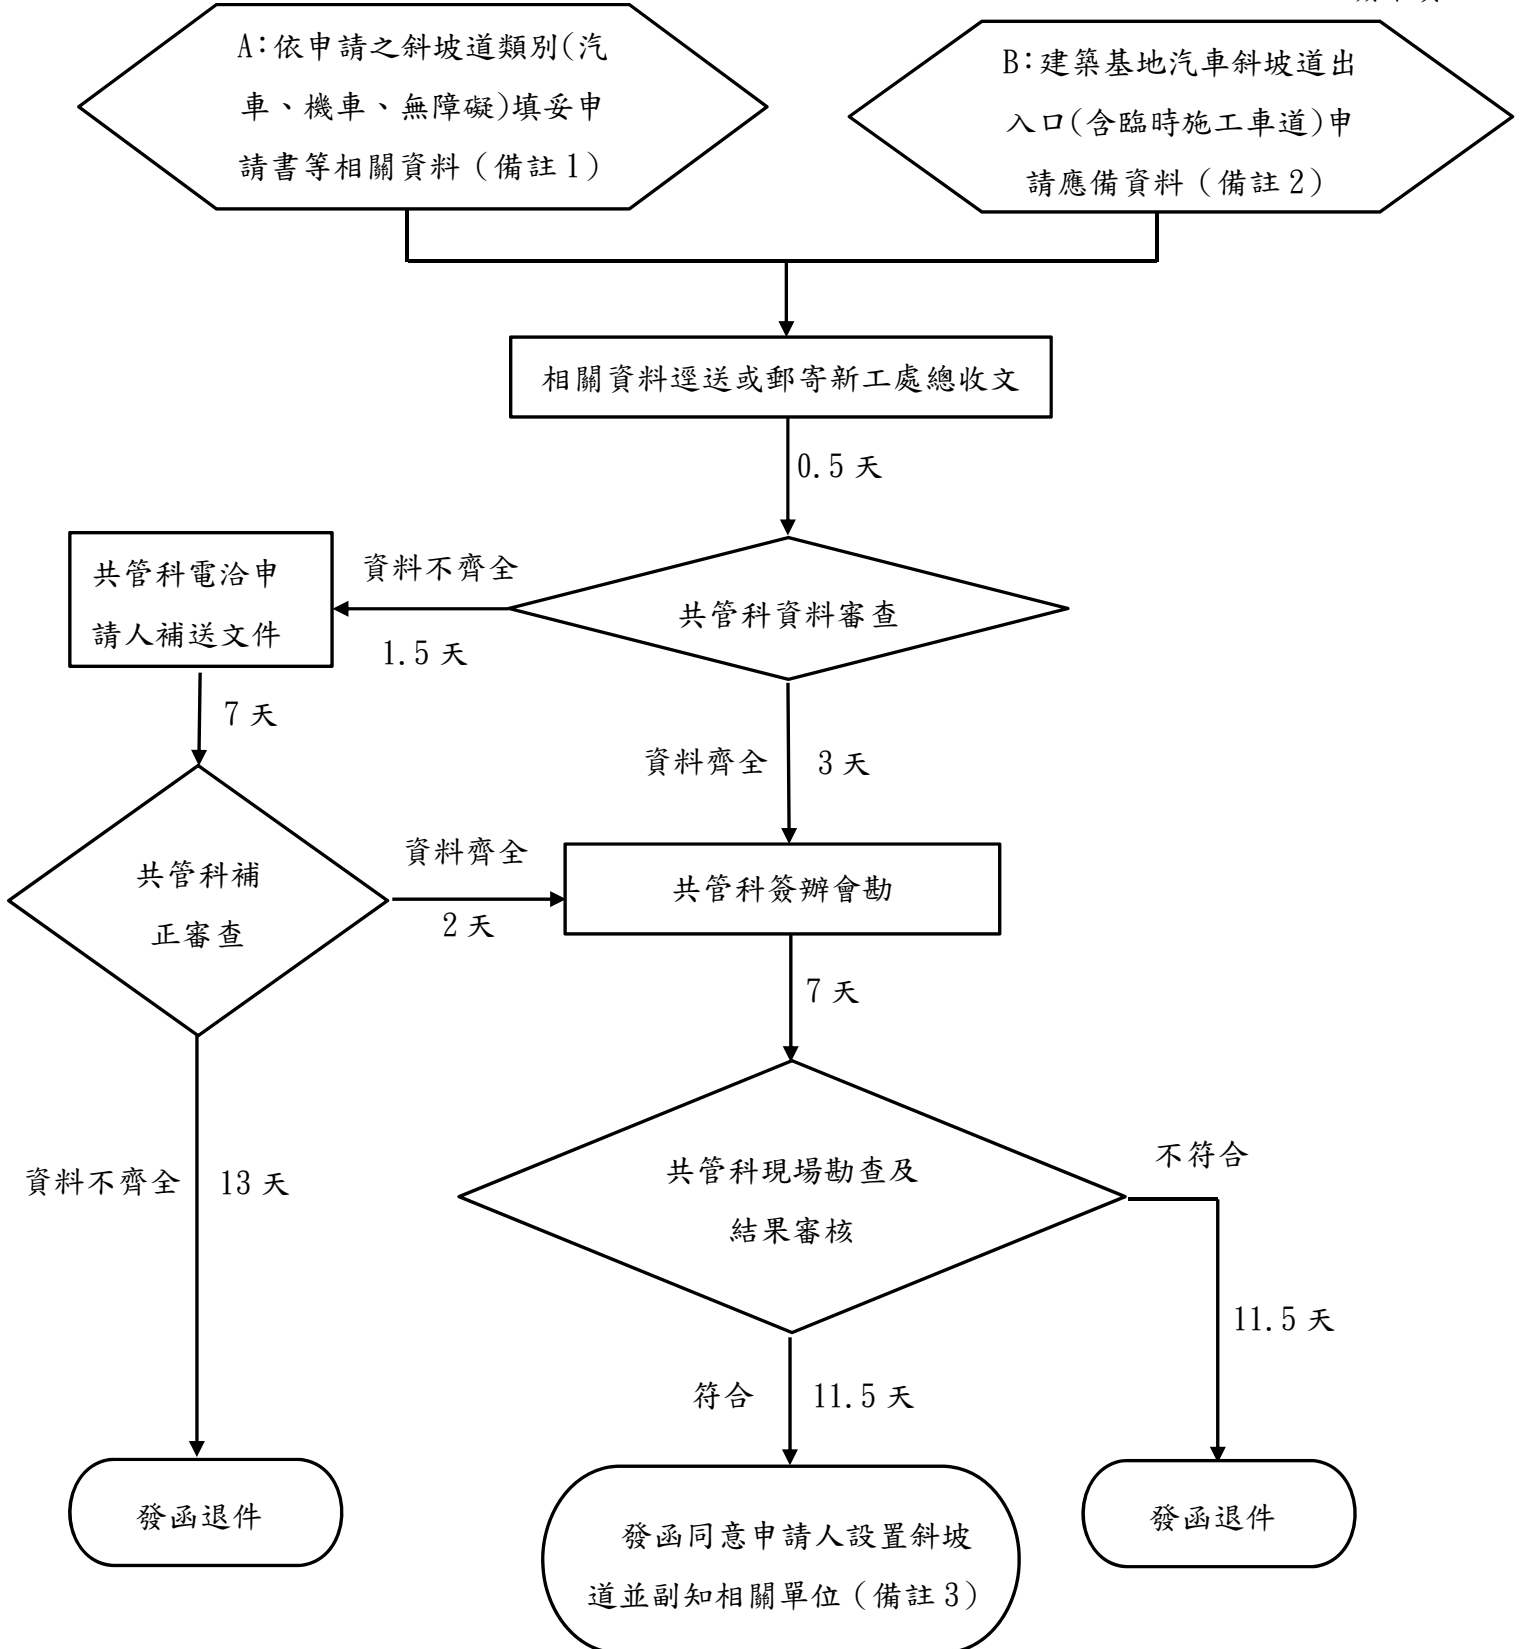 A:依申請之斜坡道類別(汽
車、機車、無障礙)填妥申
請書等相關資料（備註1）
B:建築基地汽車斜坡道出
入口(含臨時施工車道)申
請應備資料（備註2）
相關資料逕送或郵寄新工處總收文
0.5 天
共管科電洽申
請人補送文件
資料不齊全
1.5 天
共管科資料審查
7 天
資料齊全
3 天
共管科補
正審查
資料齊全
2 天
共管科簽辦會勘
7 天
資料不齊全
13 天
共管科現場勘查及
結果審核
不符合
11.5 天
符合
11.5 天
發函退件
發函同意申請人設置斜坡
道並副知相關單位（備註3）
發函退件